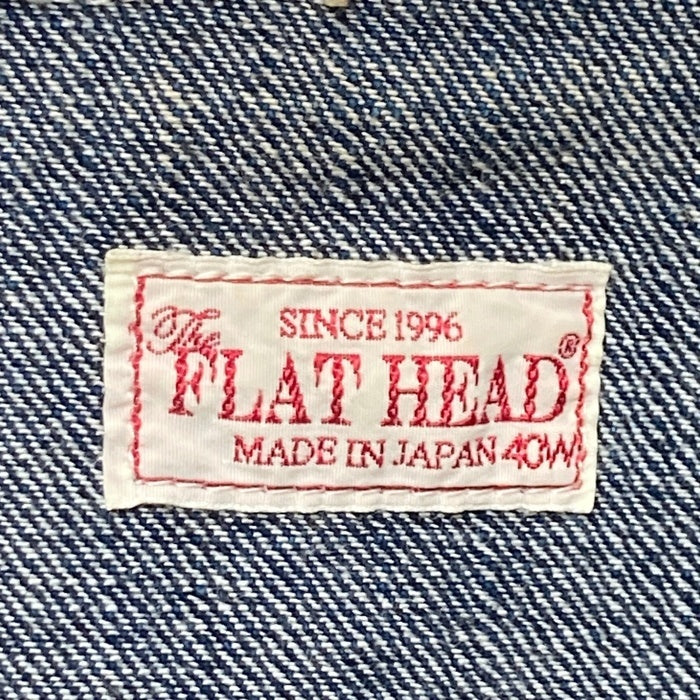 SINCE 1996
The
FLAT HEAD®
MADE IN JAPAN 40W